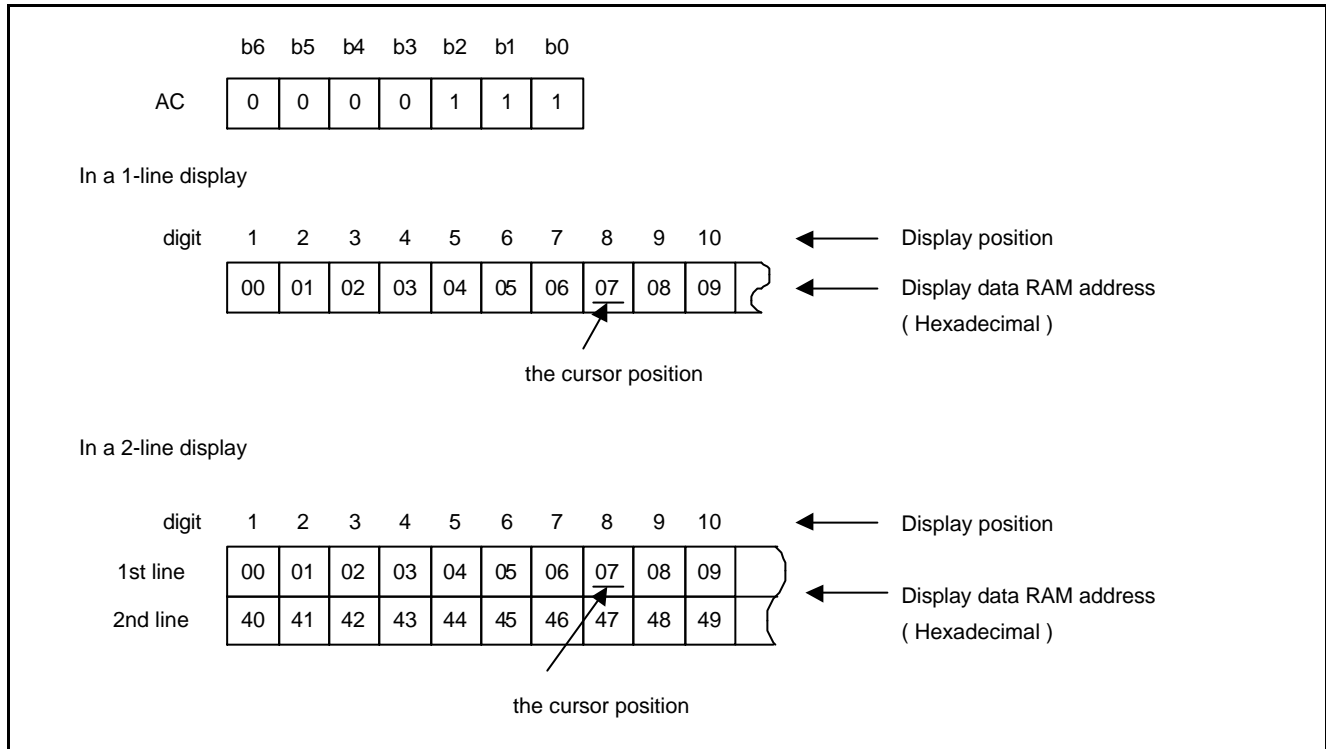 b6 b5 b4 b3 b2 b1 b0
AC 0 0 0 0 1 1 1
In a 1-line display
digit 1 2 3 4 5 6 7 8 9 10 Display position
00 01 02 03 04 05 06 07 08 09 Display data RAM address
( Hexadecimal )
the cursor position
In a 2-line display
digit 1 2 3 4 5 6 7 8 9 10 Display position
1st line 00 01 02 03 04 05 06 07 08 09
Display data RAM address
2nd line 40 41 42 43 44 45 46 47 48 49
( Hexadecimal )
the cursor position